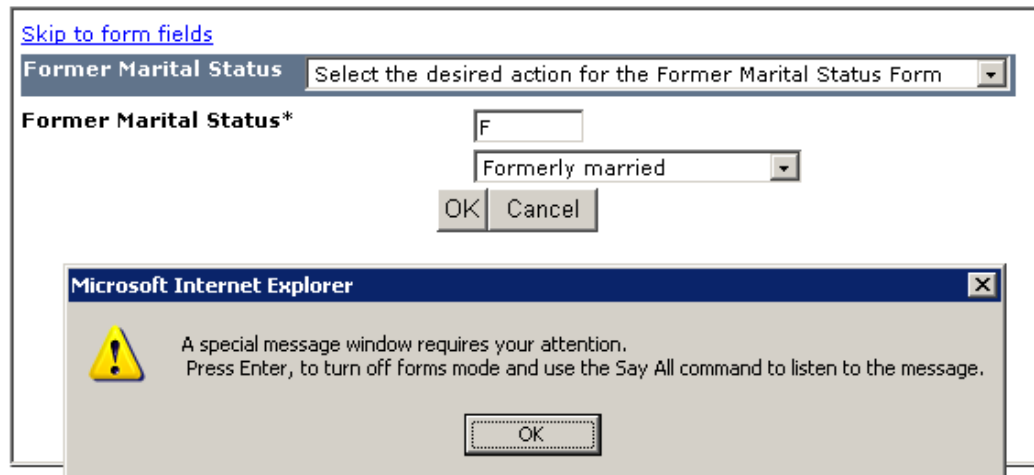 Skip to form fields
Former Marital Status Select the desired action for the Former Marital Status Form
Former Marital Status* F
Formerly married
OK Cancel
Microsoft Internet Explorer
A special message window requires your attention.
Press Enter, to turn off forms mode and use the Say All command to listen to the message.
OK